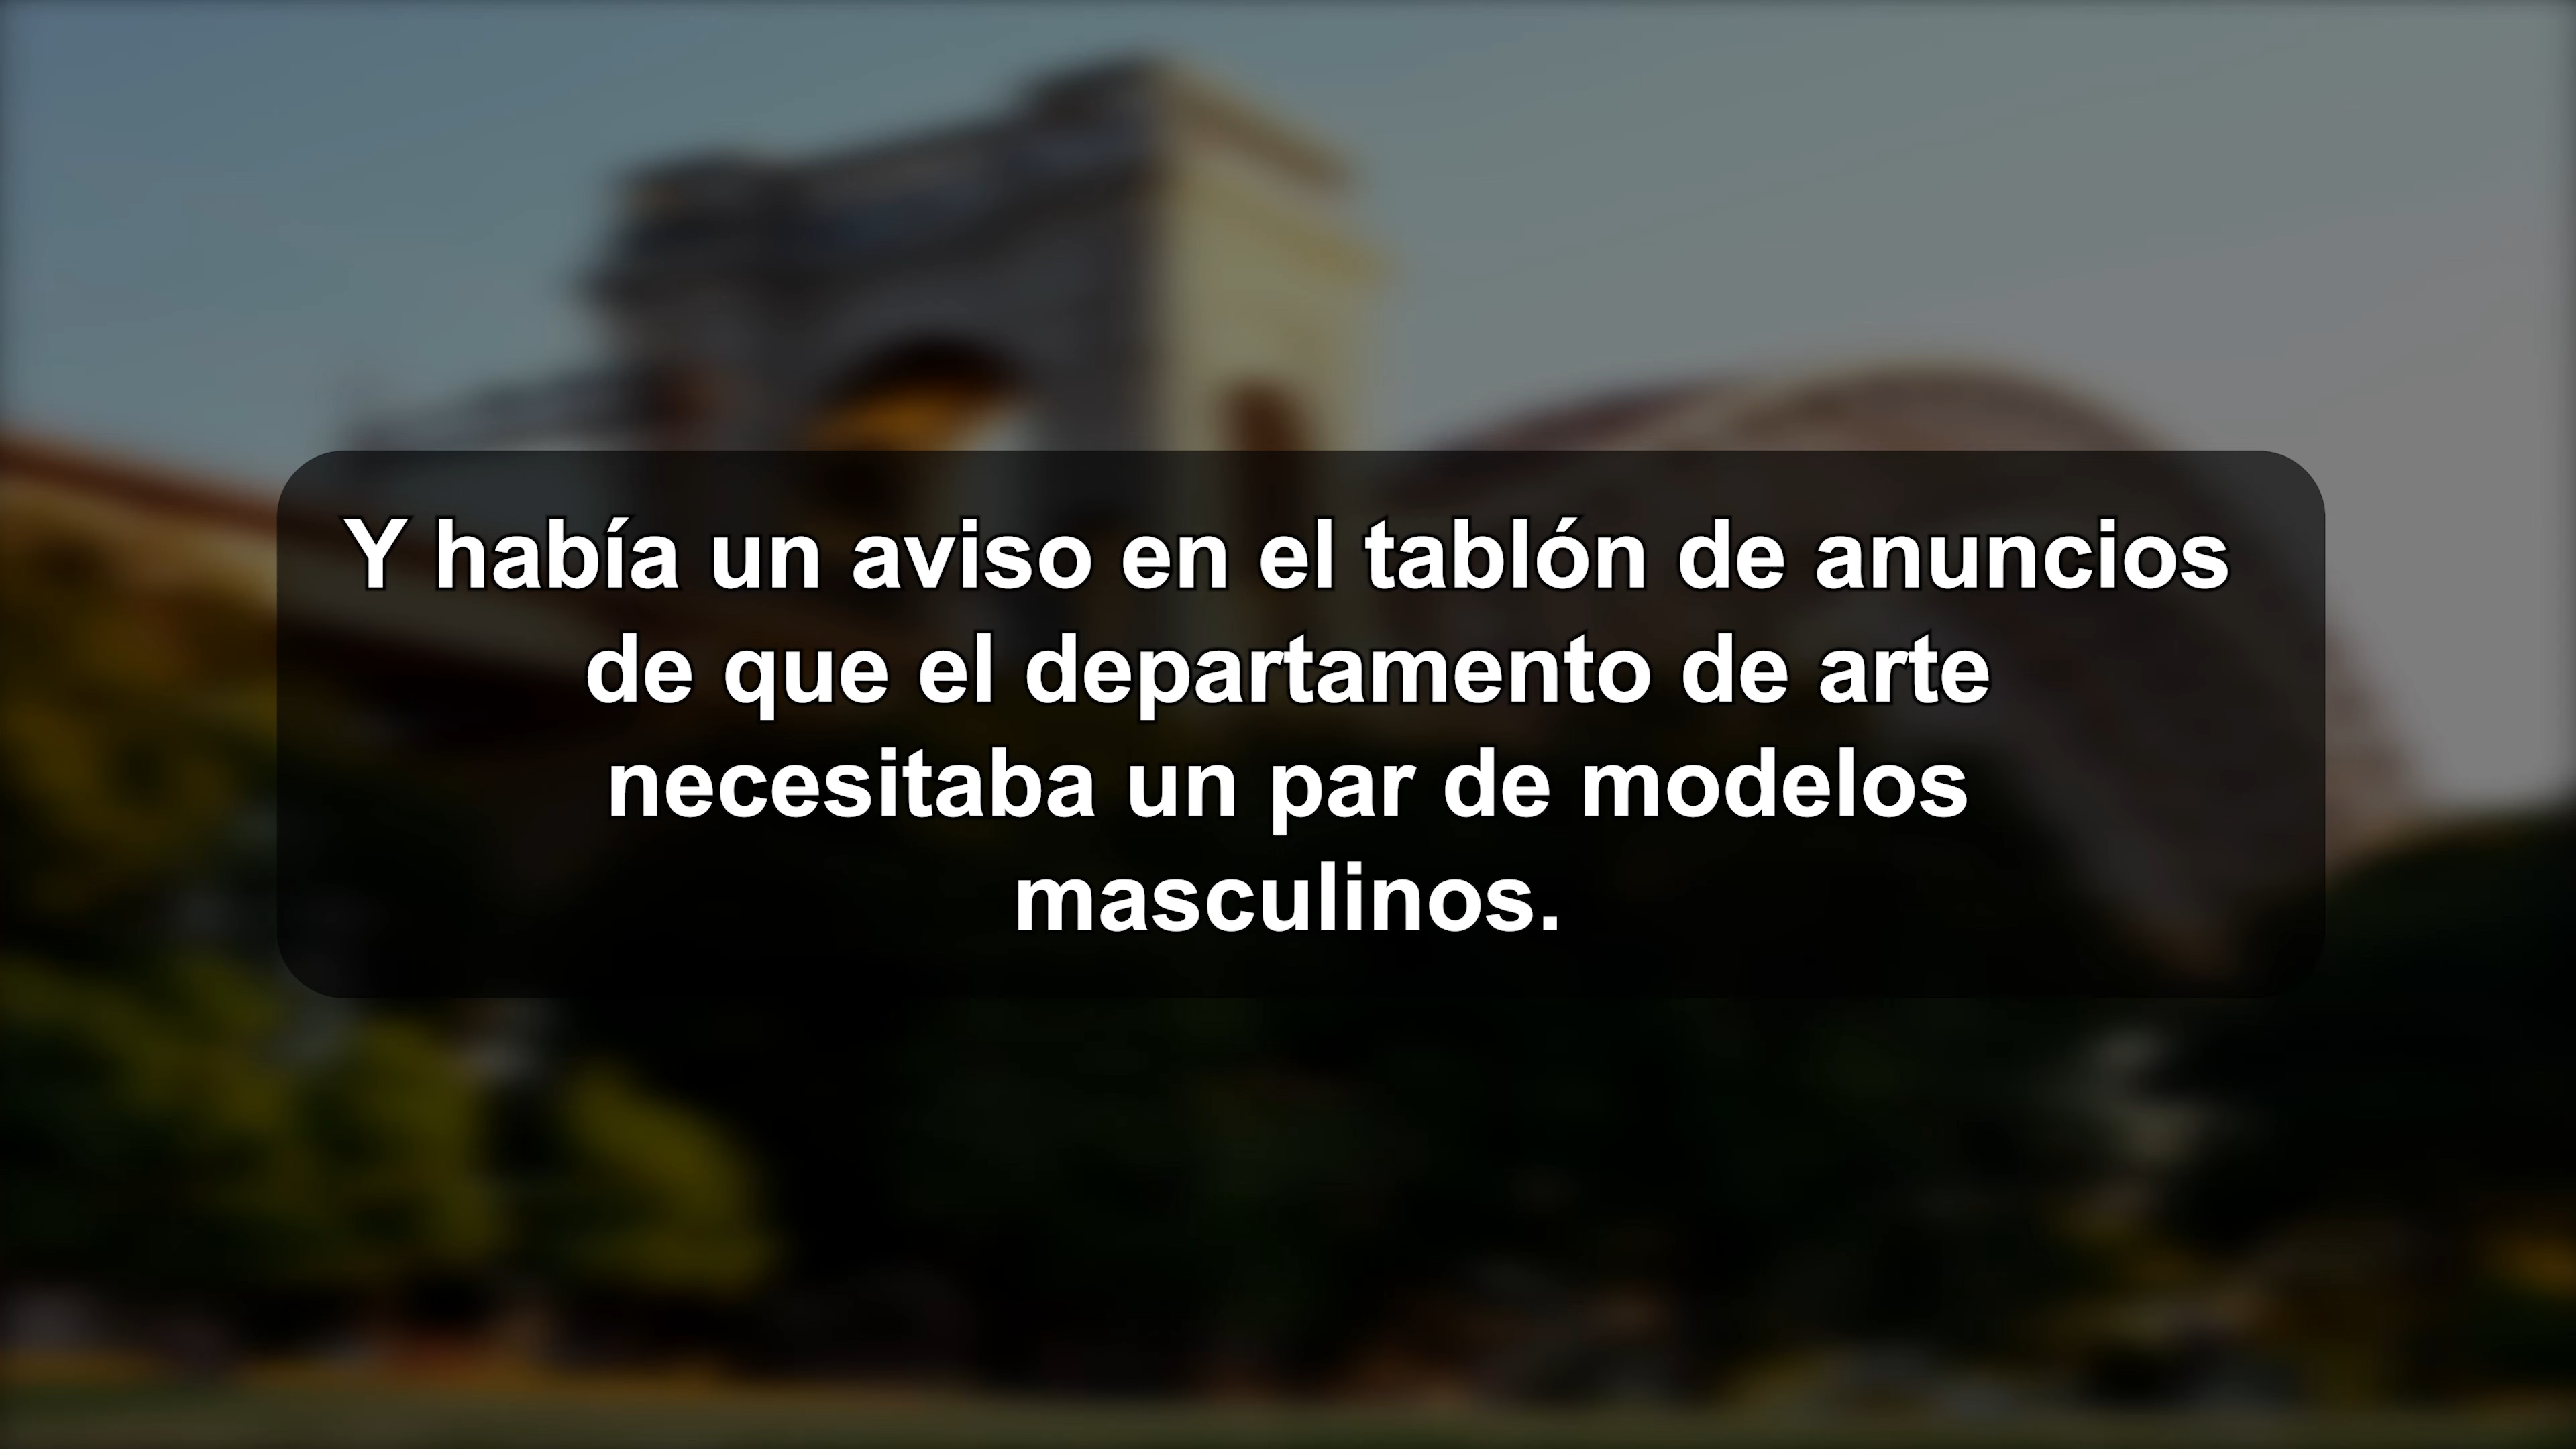 Y había un aviso en el tablón de anuncios
de que el departamento de arte
necesitaba un par de modelos
masculinos.